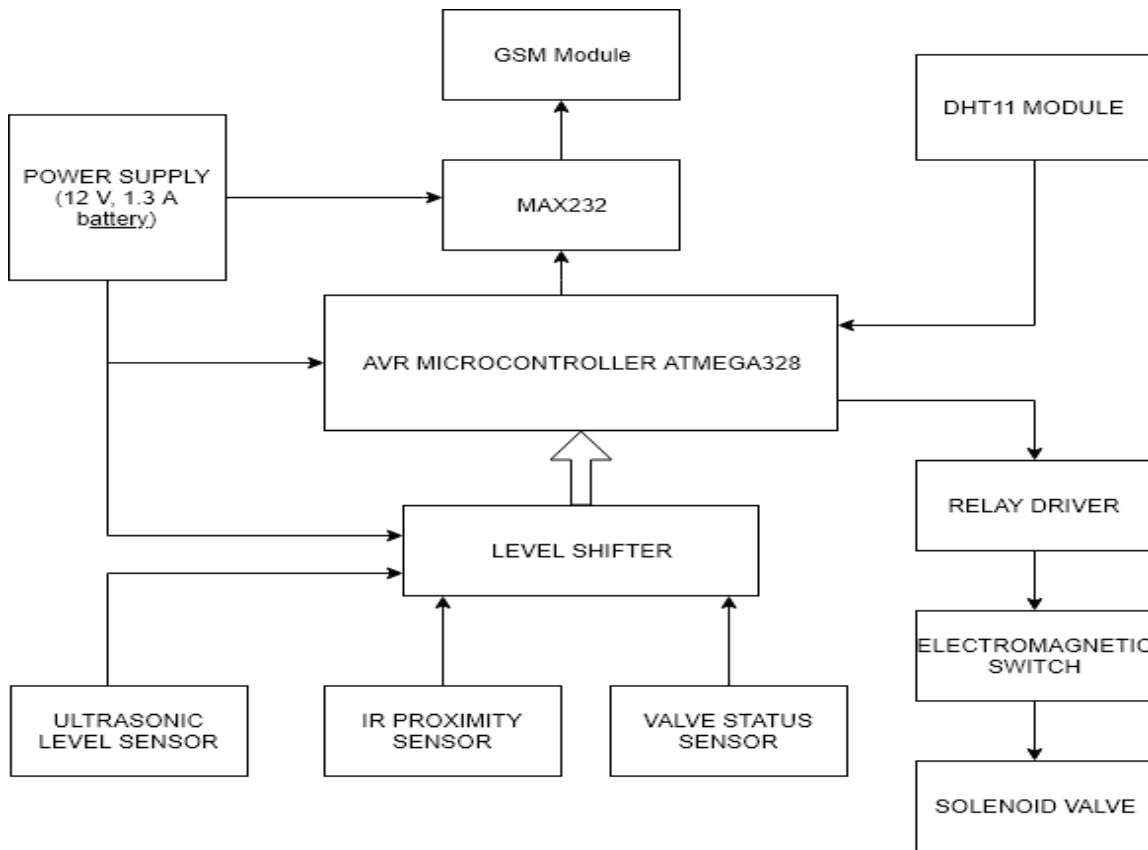 GSM Module
DHT11 MODULE
POWER SUPPLY
(12 V, 1.3 A
battery)
MAX232
AVR MICROCONTROLLER ATMEGA328
RELAY DRIVER
LEVEL SHIFTER
ELECTROMAGNETIC
SWITCH
ULTRASONIC
LEVEL SENSOR
IR PROXIMITY
SENSOR
VALVE STATUS
SENSOR
SOLENOID VALVE